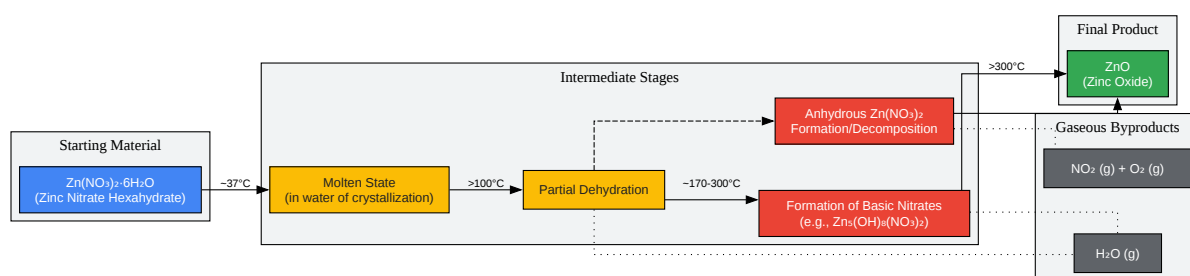 Starting Material
Zn(NO₃)₂·6H₂O
(Zinc Nitrate Hexahydrate)
~37°C
Intermediate Stages
Molten State
(in water of crystallization)
>100°C
Partial Dehydration
~170-300°C
Anhydrous Zn(NO₃)₂
Formation/Decomposition
Formation of Basic Nitrates
(e.g., Zn₅(OH)₈(NO₃)₂)
>300°C
Final Product
ZnO
(Zinc Oxide)
Gaseous Byproducts
NO₂ (g) + O₂ (g)
H₂O (g)